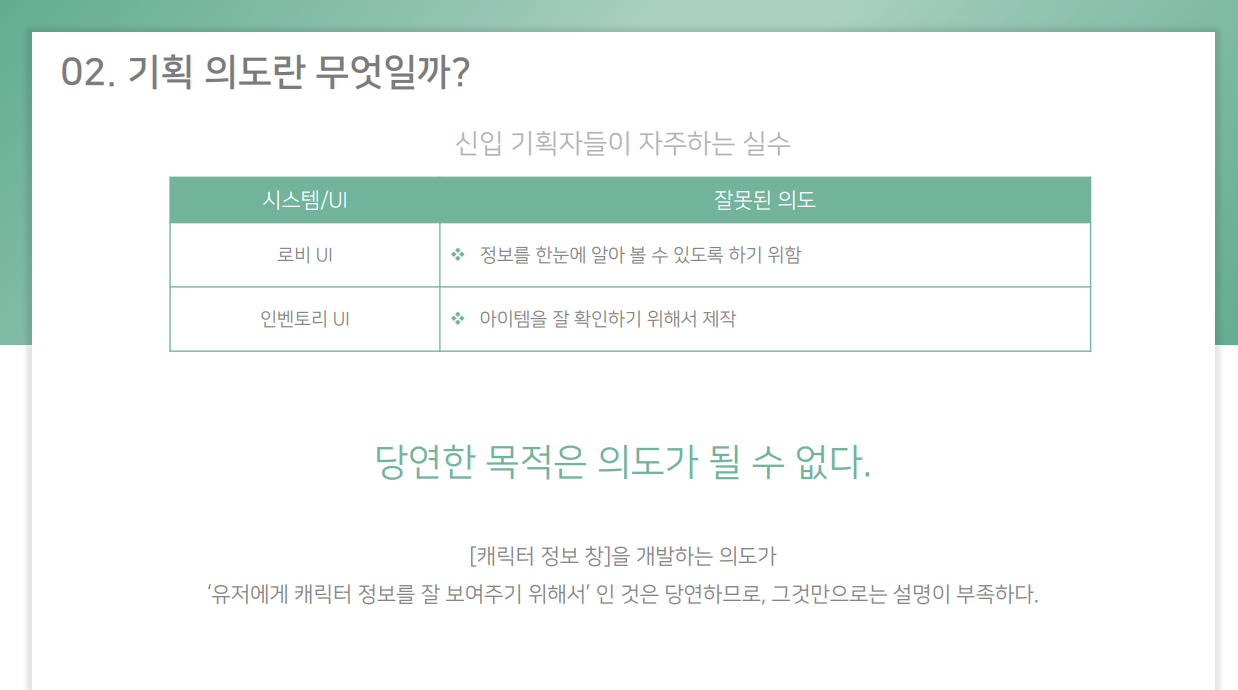 02. 기획 의도란 무엇일까?
신입 기획자들이 자주하는 실수
시스템/UI 잘못된 의도
로비 UI ❖ 정보를 한눈에 알아 볼 수 있도록 하기 위함
인벤토리 UI ❖ 아이템을 잘 확인하기 위해서 제작
당연한 목적은 의도가 될 수 없다.
[캐릭터 정보 창]을 개발하는 의도가
‘유저에게 캐릭터 정보를 잘 보여주기 위해서’ 인 것은 당연하므로, 그것만으로는 설명이 부족하다.